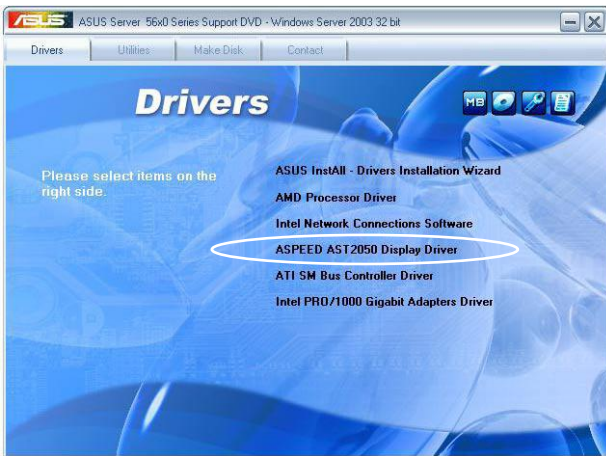 ASUS ASUS Server 56x0 Series Support DVD - Windows Server 2003 32 bit
Drivers Utilities Make Disk Contact
Drivers
MB
Please select items on the
right side.
ASUS InstAll - Drivers Installation Wizard
AMD Processor Driver
Intel Network Connections Software
ASPEED AST2050 Display Driver
ATI SM Bus Controller Driver
Intel PRO/1000 Gigabit Adapters Driver